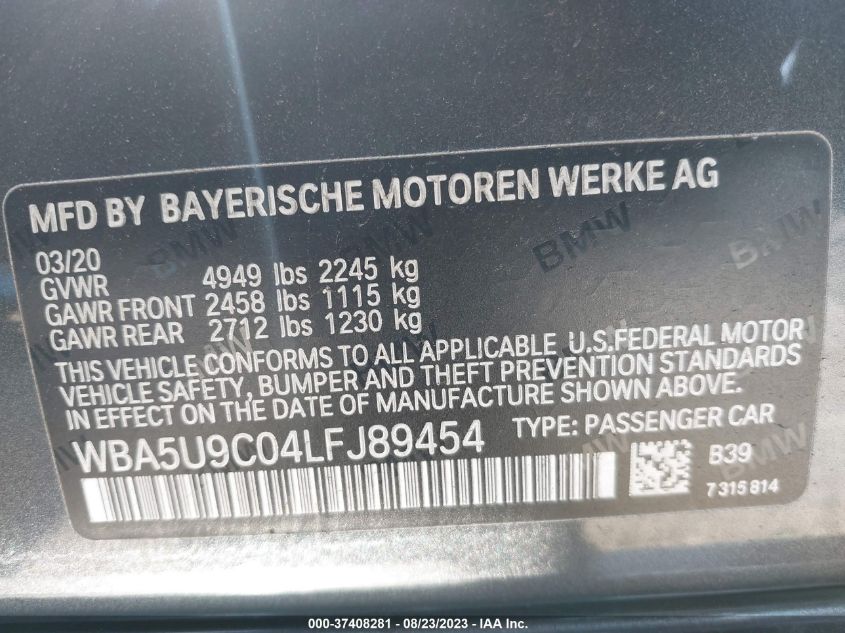 MFD BY BAYERISCHE MOTOREN WERKE AG
03/20
GVWR 4949 lbs 2245 kg
GAWR FRONT 2458 lbs 1115 kg
GAWR REAR 2712 lbs 1230 kg
THIS VEHICLE CONFORMS TO ALL APPLICABLE U.S.FEDERAL MOTOR
VEHICLE SAFETY, BUMPER AND THEFT PREVENTION STANDARDS
IN EFFECT ON THE DATE OF MANUFACTURE SHOWN ABOVE.
WBA5U9C04LFJ89454 TYPE: PASSENGER CAR
B39
7315814
000-37408281 - 08/23/2023 - IAA Inc.